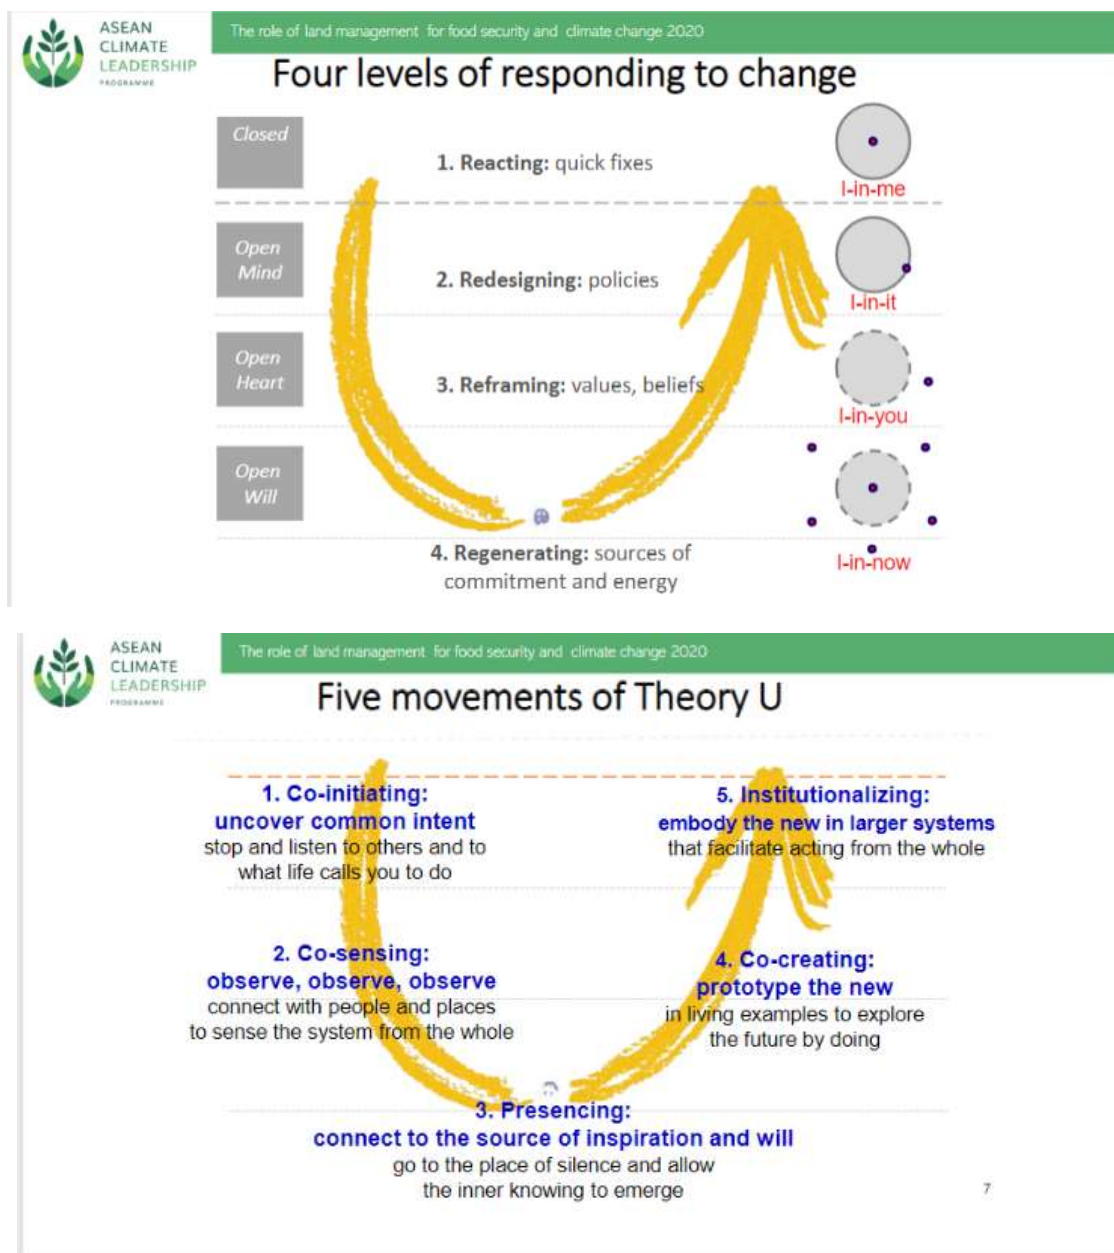 ASEAN
CLIMATE
LEADERSHIP
PROGRAMME
The role of land management for food security and climate change 2020
Four levels of responding to change
Closed
1. Reacting: quick fixes
I-in-me
Open
Mind
2. Redesigning: policies
I-in-it
Open
Heart
3. Reframing: values, beliefs
I-in-you
Open
Will
4. Regenerating: sources of
commitment and energy
I-in-now
ASEAN
CLIMATE
LEADERSHIP
PROGRAMME
The role of land management for food security and climate change 2020
Five movements of Theory U
1. Co-initiating:
uncover common intent
stop and listen to others and to
what life calls you to do
5. Institutionalizing:
embody the new in larger systems
that facilitate acting from the whole
2. Co-sensing:
observe, observe, observe
connect with people and places
to sense the system from the whole
4. Co-creating:
prototype the new
in living examples to explore
the future by doing
3. Presencing:
connect to the source of inspiration and will
go to the place of silence and allow
the inner knowing to emerge
7